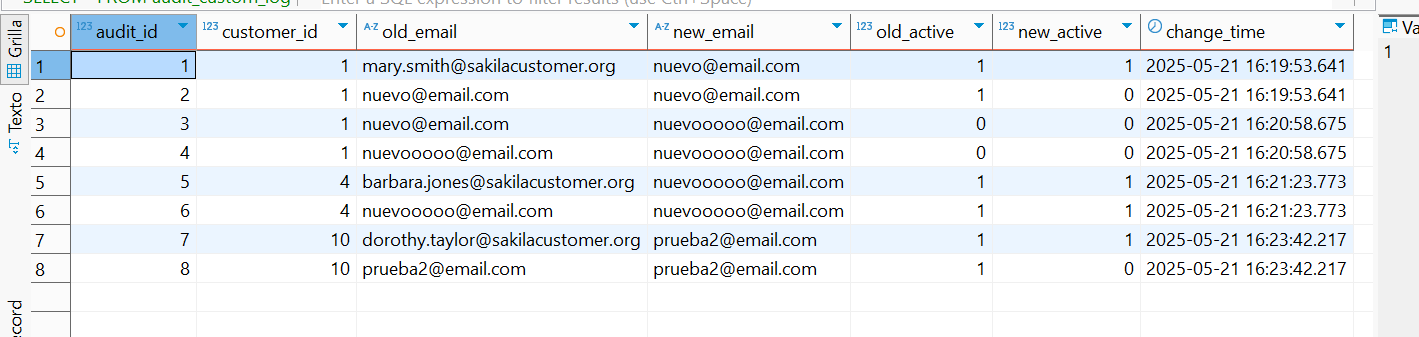 SELECT * FROM audit_custom_log Enter a SQL expression to filter results (use Ctrl+Space)
Grilla
Texto
ecord
123 audit_id 123 customer_id A-Z old_email A-Z new_email 123 old_active 123 new_active change_time
1 1 1 mary.smith@sakilacustomer.org nuevo@email.com 1 1 2025-05-21 16:19:53.641
2 2 1 nuevo@email.com nuevo@email.com 1 0 2025-05-21 16:19:53.641
3 3 1 nuevo@email.com nuevooooo@email.com 0 0 2025-05-21 16:20:58.675
4 4 1 nuevooooo@email.com nuevooooo@email.com 0 0 2025-05-21 16:20:58.675
5 5 4 barbara.jones@sakilacustomer.org nuevooooo@email.com 1 1 2025-05-21 16:21:23.773
6 6 4 nuevooooo@email.com nuevooooo@email.com 1 1 2025-05-21 16:21:23.773
7 7 10 dorothy.taylor@sakilacustomer.org prueba2@email.com 1 1 2025-05-21 16:23:42.217
8 8 10 prueba2@email.com prueba2@email.com 1 0 2025-05-21 16:23:42.217
Va
1